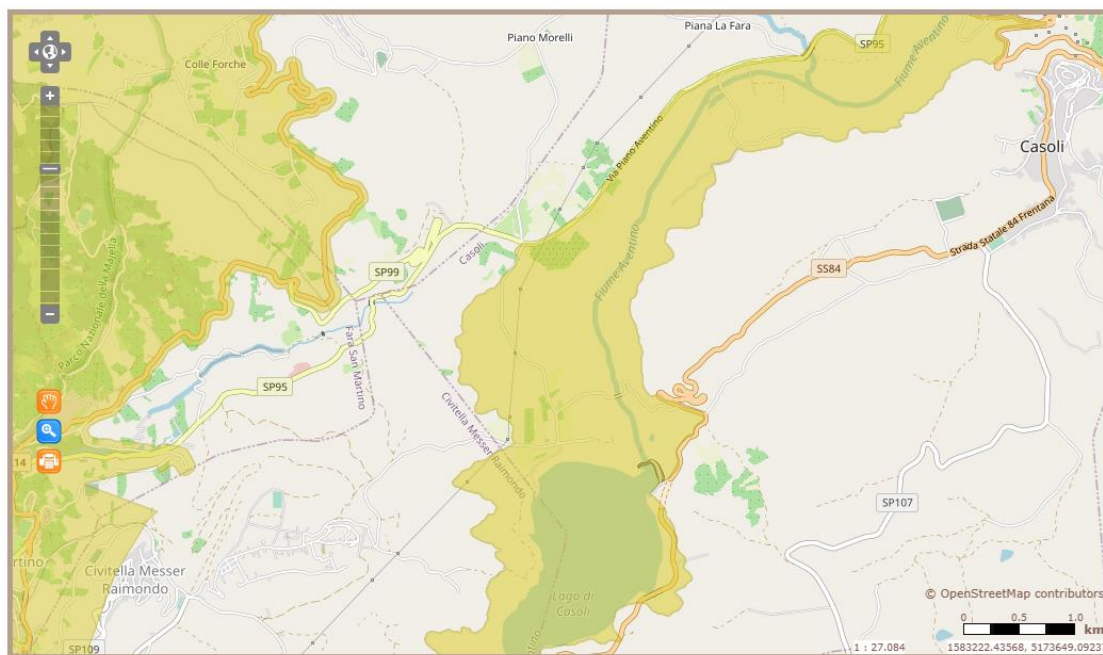 Piano Morelli
Piana La Fara
SP95
Fiume Aventino
Colle Forche
Casoli
Via Piano Aventino
Strada Statale 84 Frentana
Casoli
Fiume Aventino
SP99
SS84
Parco Nazionale della Majella
Fara San Martino
SP95
Civitella Messer
Raimondo
14
SP107
Civitella Messer
Raimondo
Lago di
Casoli
SP109
© OpenStreetMap contributors
0 0.5 1.0
km
1 : 27.084
1583222.43568, 5173649.0923